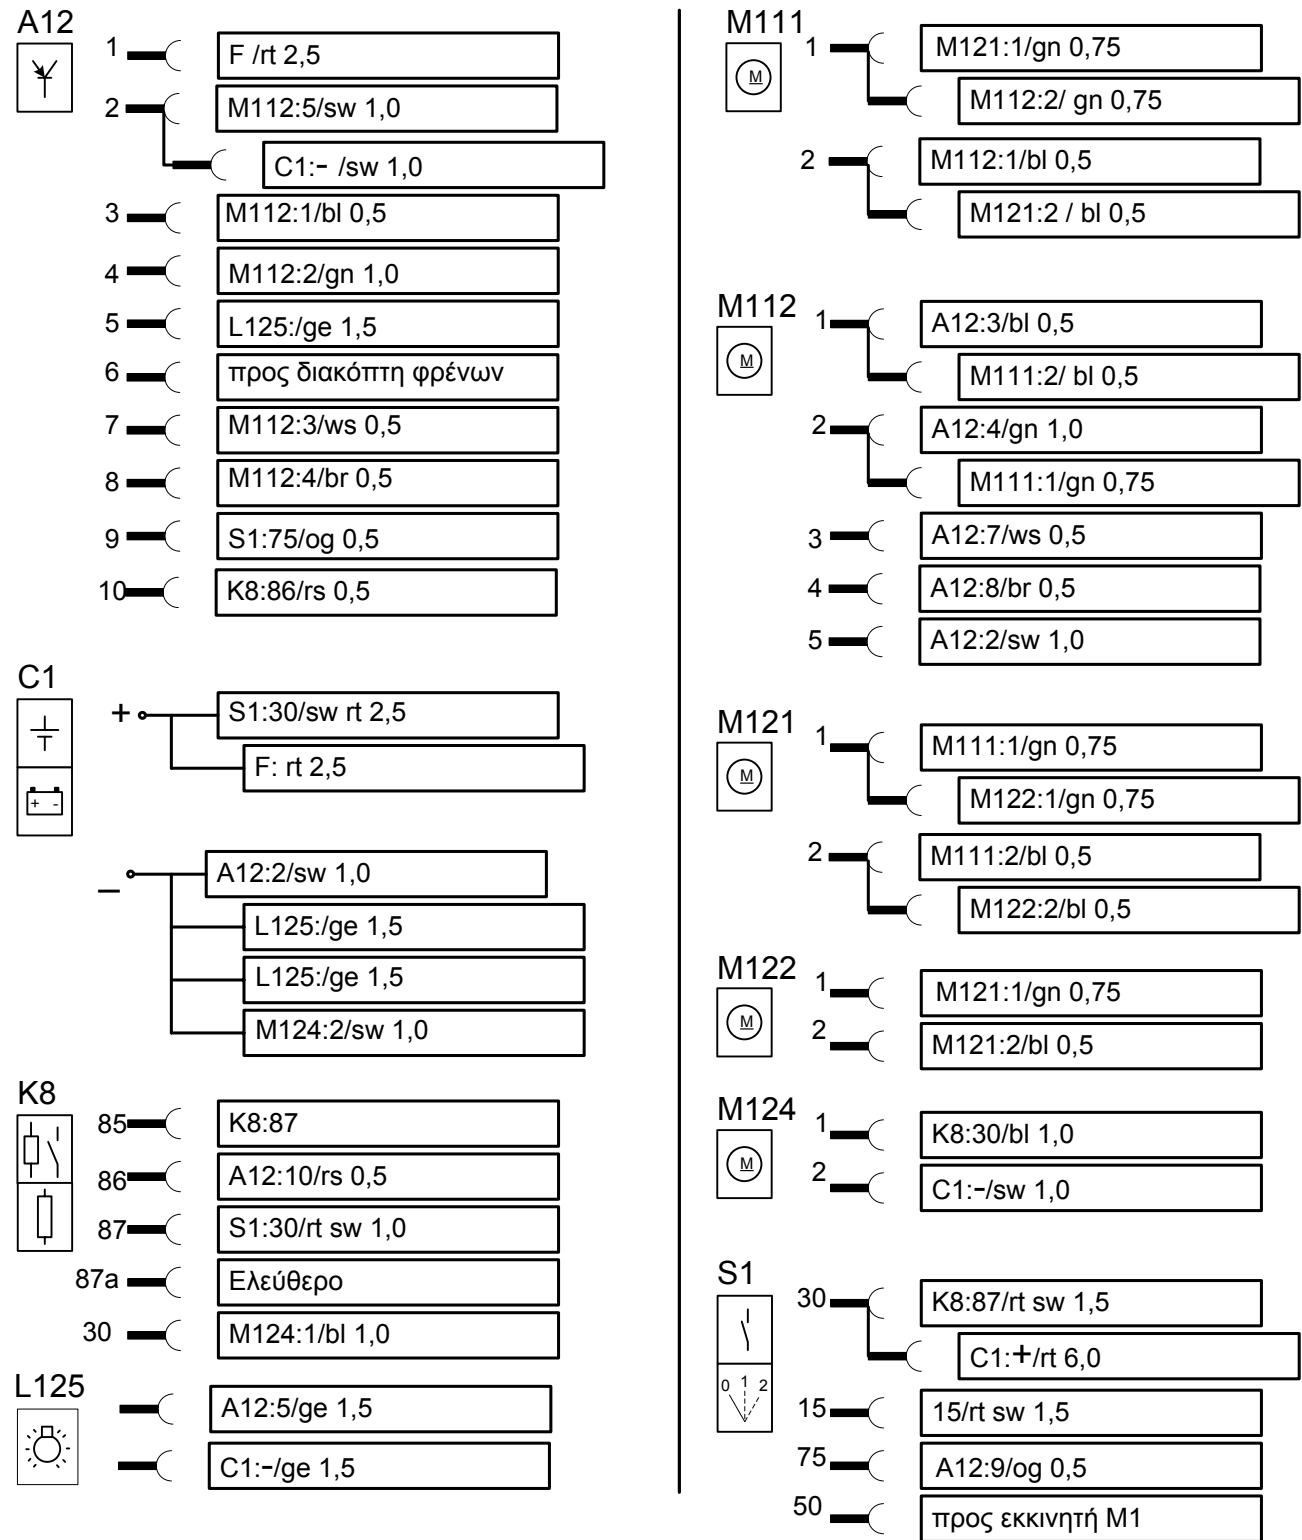 A12
1 F /rt 2,5
2 M112:5/sw 1,0
C1:- /sw 1,0
3 M112:1/bl 0,5
4 M112:2/gn 1,0
5 L125:/ge 1,5
6 προς διακόπτη φρένων
7 M112:3/ws 0,5
8 M112:4/br 0,5
9 S1:75/og 0,5
10 K8:86/rs 0,5
C1
+ S1:30/sw rt 2,5
F: rt 2,5
+ -
– A12:2/sw 1,0
L125:/ge 1,5
L125:/ge 1,5
M124:2/sw 1,0
K8
85 K8:87
86 A12:10/rs 0,5
87 S1:30/rt sw 1,0
87a Ελεύθερο
30 M124:1/bl 1,0
L125
A12:5/ge 1,5
C1:-/ge 1,5
M111
M
1 M121:1/gn 0,75
M112:2/ gn 0,75
2 M112:1/bl 0,5
M121:2 / bl 0,5
M112
M
1 A12:3/bl 0,5
M111:2/ bl 0,5
2 A12:4/gn 1,0
M111:1/gn 0,75
3 A12:7/ws 0,5
4 A12:8/br 0,5
5 A12:2/sw 1,0
M121
M
1 M111:1/gn 0,75
M122:1/gn 0,75
2 M111:2/bl 0,5
M122:2/bl 0,5
M122
M
1 M121:1/gn 0,75
2 M121:2/bl 0,5
M124
M
1 K8:30/bl 1,0
2 C1:-/sw 1,0
S1
30 K8:87/rt sw 1,5
C1:+/rt 6,0
0 1 2
15 15/rt sw 1,5
75 A12:9/og 0,5
50 προς εκκινητή M1